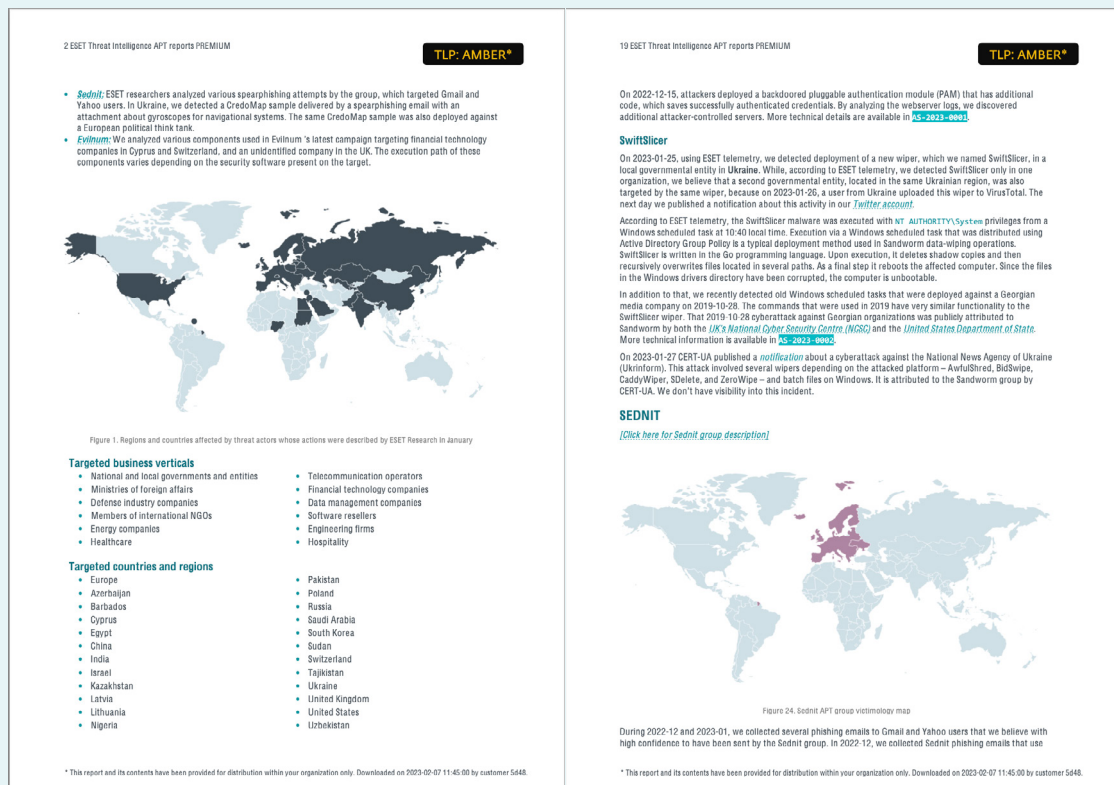 2 ESET Threat Intelligence APT reports PREMIUM
TLP: AMBER*
• Sednit: ESET researchers analyzed various spearphishing attempts by the group, which targeted Gmail and
Yahoo users. In Ukraine, we detected a CredoMap sample delivered by a spearphishing email with an
attachment about gyroscopes for navigational systems. The same CredoMap sample was also deployed against
a European political think tank.
• Evilnum: We analyzed various components used in Evilnum 's latest campaign targeting financial technology
companies in Cyprus and Switzerland, and an unidentified company in the UK. The execution path of these
components varies depending on the security software present on the target.
Figure 1. Regions and countries affected by threat actors whose actions were described by ESET Research in January
Targeted business verticals
• National and local governments and entities
• Ministries of foreign affairs
• Defense industry companies
• Members of international NGOs
• Energy companies
• Healthcare
• Telecommunication operators
• Financial technology companies
• Data management companies
• Software resellers
• Engineering firms
• Hospitality
Targeted countries and regions
• Europe
• Azerbaijan
• Barbados
• Cyprus
• Egypt
• China
• India
• Israel
• Kazakhstan
• Latvia
• Lithuania
• Nigeria
• Pakistan
• Poland
• Russia
• Saudi Arabia
• South Korea
• Sudan
• Switzerland
• Tajikistan
• Ukraine
• United Kingdom
• United States
• Uzbekistan
* This report and its contents have been provided for distribution within your organization only. Downloaded on 2023-02-07 11:45:00 by customer 5d48.
19 ESET Threat Intelligence APT reports PREMIUM
TLP: AMBER*
On 2022-12-15, attackers deployed a backdoored pluggable authentication module (PAM) that has additional
code, which saves successfully authenticated credentials. By analyzing the webserver logs, we discovered
additional attacker-controlled servers. More technical details are available in AS-2023-0001.
SwiftSlicer
On 2023-01-25, using ESET telemetry, we detected deployment of a new wiper, which we named SwiftSlicer, in a
local governmental entity in Ukraine. While, according to ESET telemetry, we detected SwiftSlicer only in one
organization, we believe that a second governmental entity, located in the same Ukrainian region, was also
targeted by the same wiper, because on 2023-01-26, a user from Ukraine uploaded this wiper to VirusTotal. The
next day we published a notification about this activity in our Twitter account.
According to ESET telemetry, the SwiftSlicer malware was executed with NT AUTHORITY\System privileges from a
Windows scheduled task at 10:40 local time. Execution via a Windows scheduled task that was distributed using
Active Directory Group Policy is a typical deployment method used in Sandworm data-wiping operations.
SwiftSlicer is written in the Go programming language. Upon execution, it deletes shadow copies and then
recursively overwrites files located in several paths. As a final step it reboots the affected computer. Since the files
in the Windows drivers directory have been corrupted, the computer is unbootable.
In addition to that, we recently detected old Windows scheduled tasks that were deployed against a Georgian
media company on 2019-10-28. The commands that were used in 2019 have very similar functionality to the
SwiftSlicer wiper. That 2019-10-28 cyberattack against Georgian organizations was publicly attributed to
Sandworm by both the UK's National Cyber Security Centre (NCSC) and the United States Department of State.
More technical information is available in AS-2023-0002.
On 2023-01-27 CERT-UA published a notification about a cyberattack against the National News Agency of Ukraine
(Ukrinform). This attack involved several wipers depending on the attacked platform – AwfulShred, BidSwipe,
CaddyWiper, SDelete, and ZeroWipe – and batch files on Windows. It is attributed to the Sandworm group by
CERT-UA. We don't have visibility into this incident.
SEDNIT
[Click here for Sednit group description]
Figure 24. Sednit APT group victimology map
During 2022-12 and 2023-01, we collected several phishing emails to Gmail and Yahoo users that we believe with
high confidence to have been sent by the Sednit group. In 2022-12, we collected Sednit phishing emails that use
* This report and its contents have been provided for distribution within your organization only. Downloaded on 2023-02-07 11:45:00 by customer 5d48.